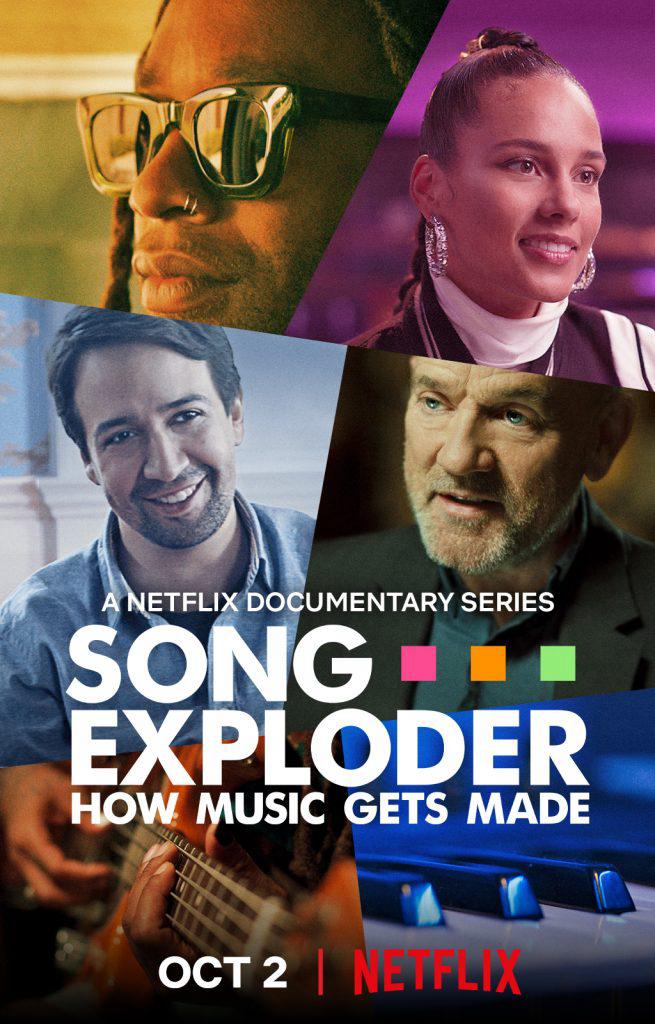 A NETFLIX DOCUMENTARY SERIES
SONG
EXPLODER
HOW MUSIC GETS MADE
OCT 2 | NETFLIX